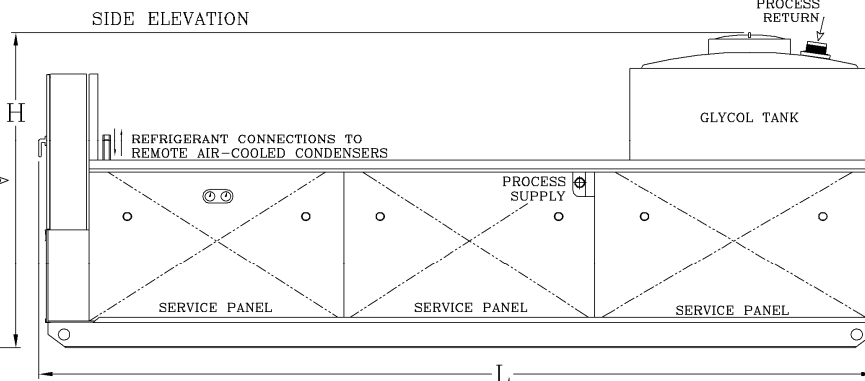 PROCESS
RETURN
SIDE ELEVATION
H
GLYCOL TANK
REFRIGERANT CONNECTIONS TO
REMOTE AIR-COOLED CONDENSERS
PROCESS
SUPPLY
SERVICE PANEL
SERVICE PANEL
SERVICE PANEL
L